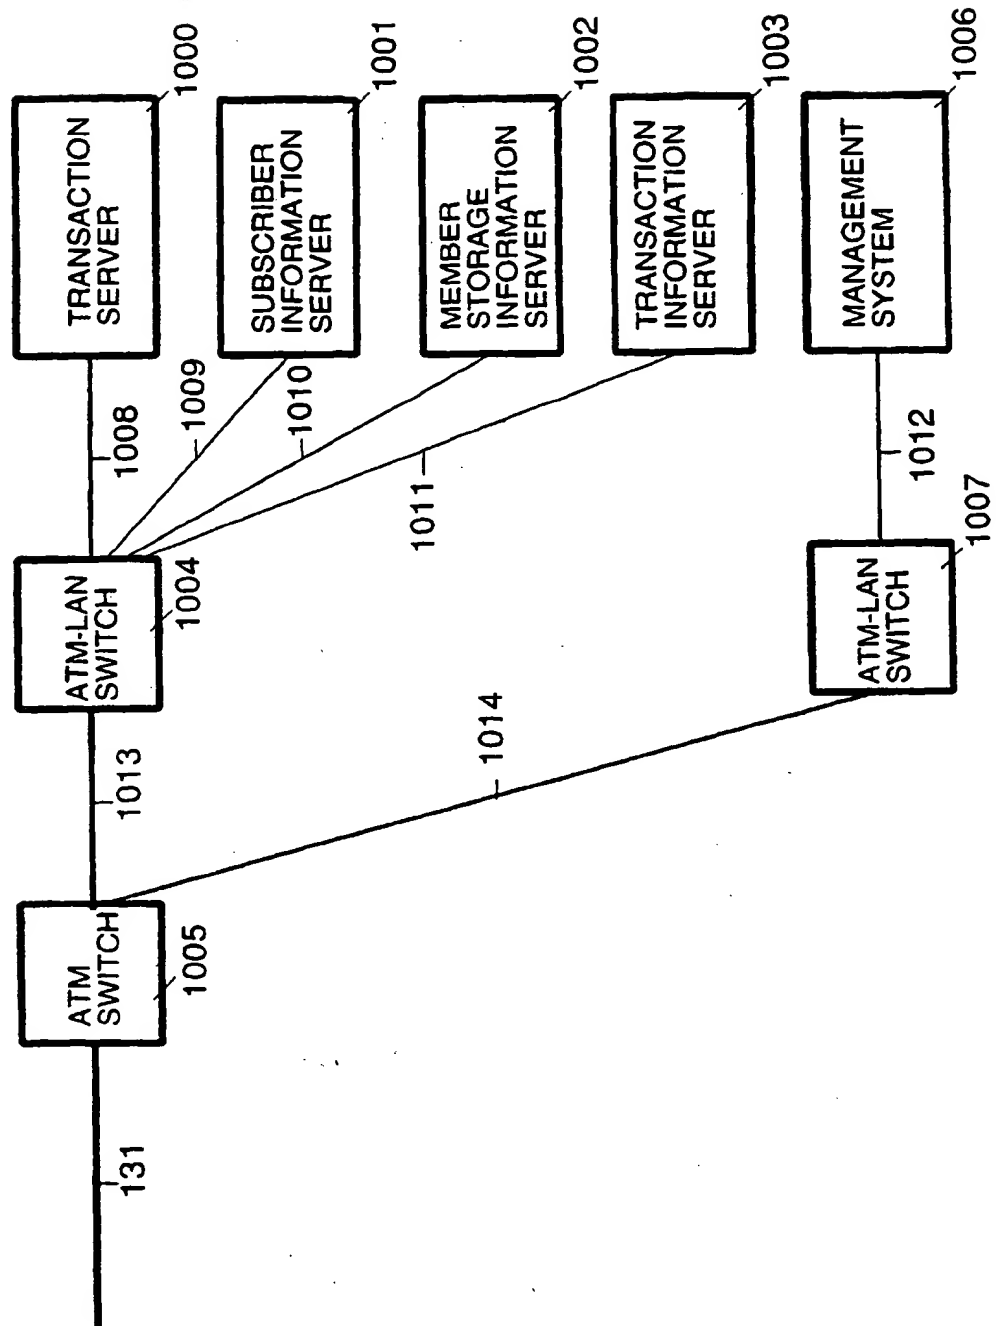 TRANSACTION
SERVER
1000
SUBSCRIBER
INFORMATION
SERVER
1001
MEMBER
STORAGE
INFORMATION
SERVER
1002
TRANSACTION
INFORMATION
SERVER
1003
MANAGEMENT
SYSTEM
1006
1008
1009
1010
1011
1012
ATM-LAN
SWITCH
1004
ATM-LAN
SWITCH
1007
1013
1014
ATM
SWITCH
1005
131